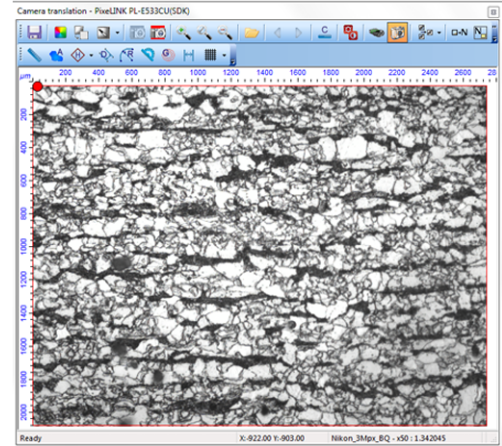 Camera translation - PixeLINK PL-E533CU(SDK)
C G α-N N
µm 200 400 600 800 1000 1200 1400 1600 1800 2000 2200 2400 2600 28
200
400
600
800
1000
1200
1400
1600
1800
2000
Ready X:-922.00 Y:-903.00 Nikon_3Mpx_BQ - x50 : 1.342045